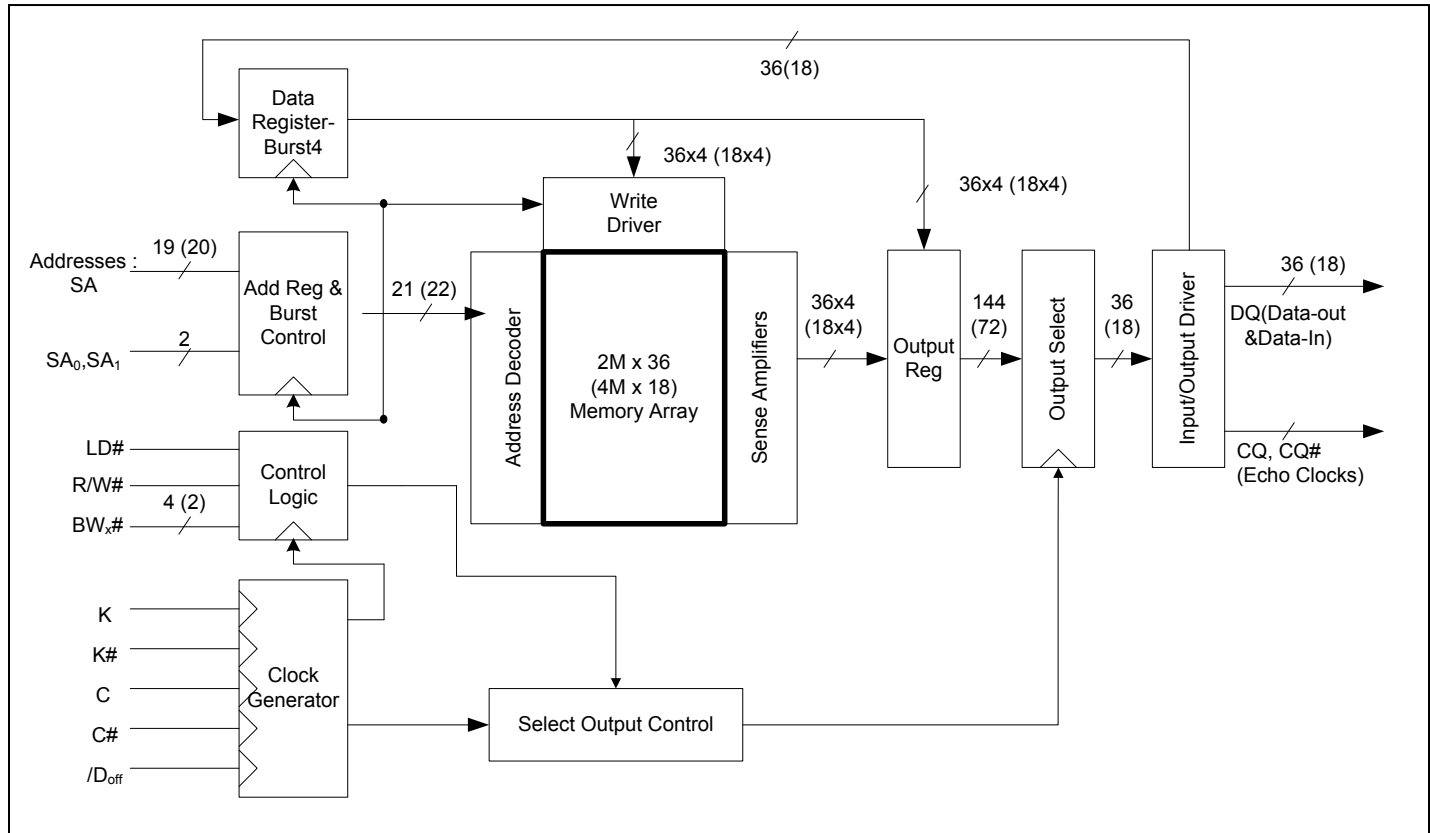 36(18)
Data
Register-
Burst4
36x4 (18x4)
36x4 (18x4)
Write
Driver
Addresses :
SA
19 (20)
SA0,SA1
2
Add Reg &
Burst
Control
21 (22)
Address Decoder
2M x 36
(4M x 18)
Memory Array
Sense Amplifiers
36x4
(18x4)
Output
Reg
144
(72)
Output Select
36
(18)
Input/Output Driver
36 (18)
DQ(Data-out
&Data-In)
CQ, CQ#
(Echo Clocks)
LD#
R/W#
BWx#
4 (2)
Control
Logic
K
K#
C
C#
/Doff
Clock
Generator
Select Output Control